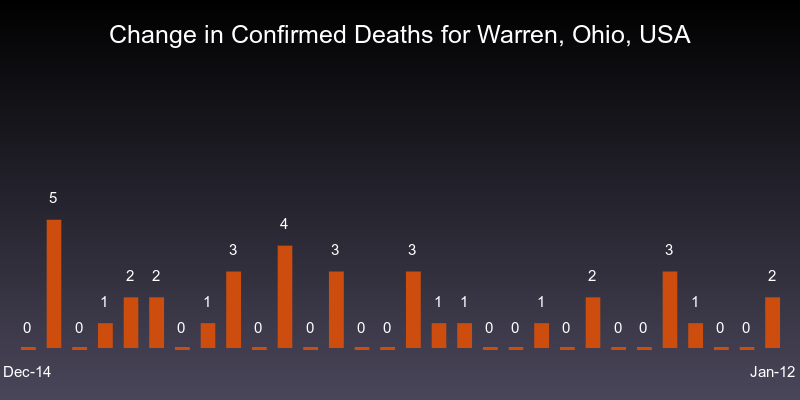 Change in Confirmed Deaths for Warren, Ohio, USA
0 5 0 1 2 2 0 1 3 0 4 0 3 0 0 3 1 1 0 0 1 0 2 0 0 3 1 0 0 2
Dec-14 Jan-12